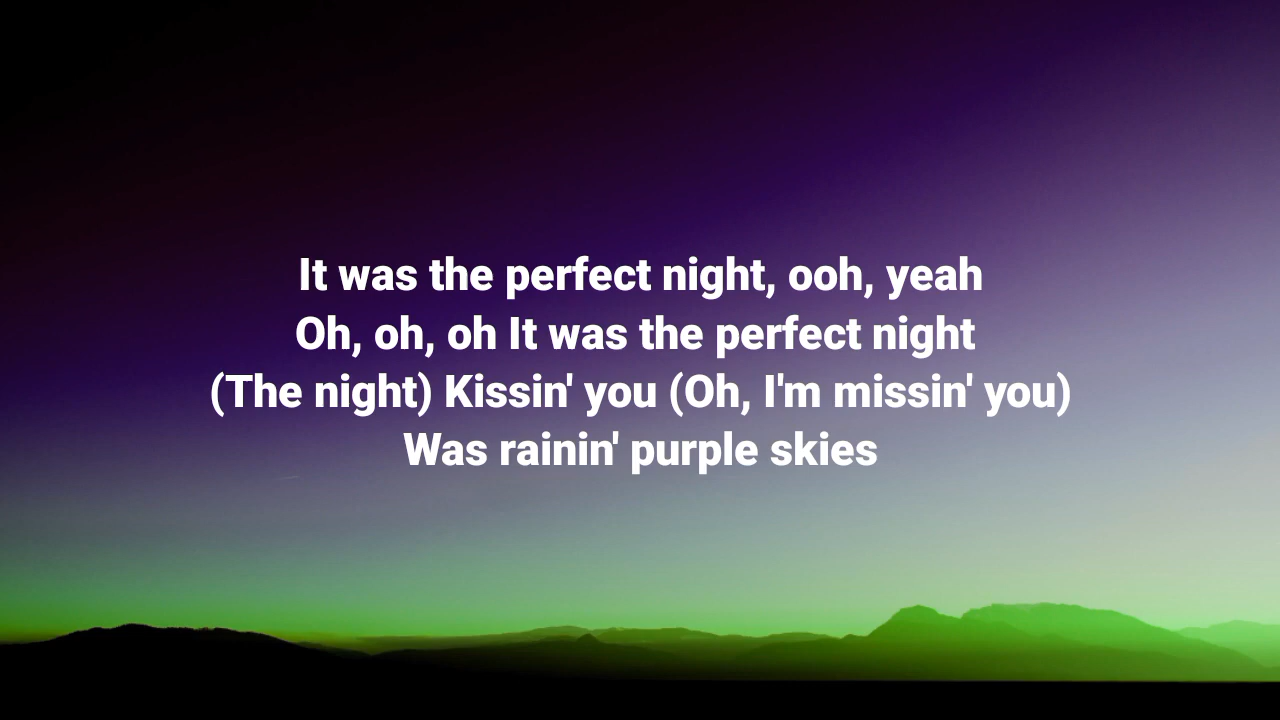 It was the perfect night, ooh, yeah
Oh, oh, oh It was the perfect night
(The night) Kissin' you (Oh, I'm missin' you)
Was rainin' purple skies